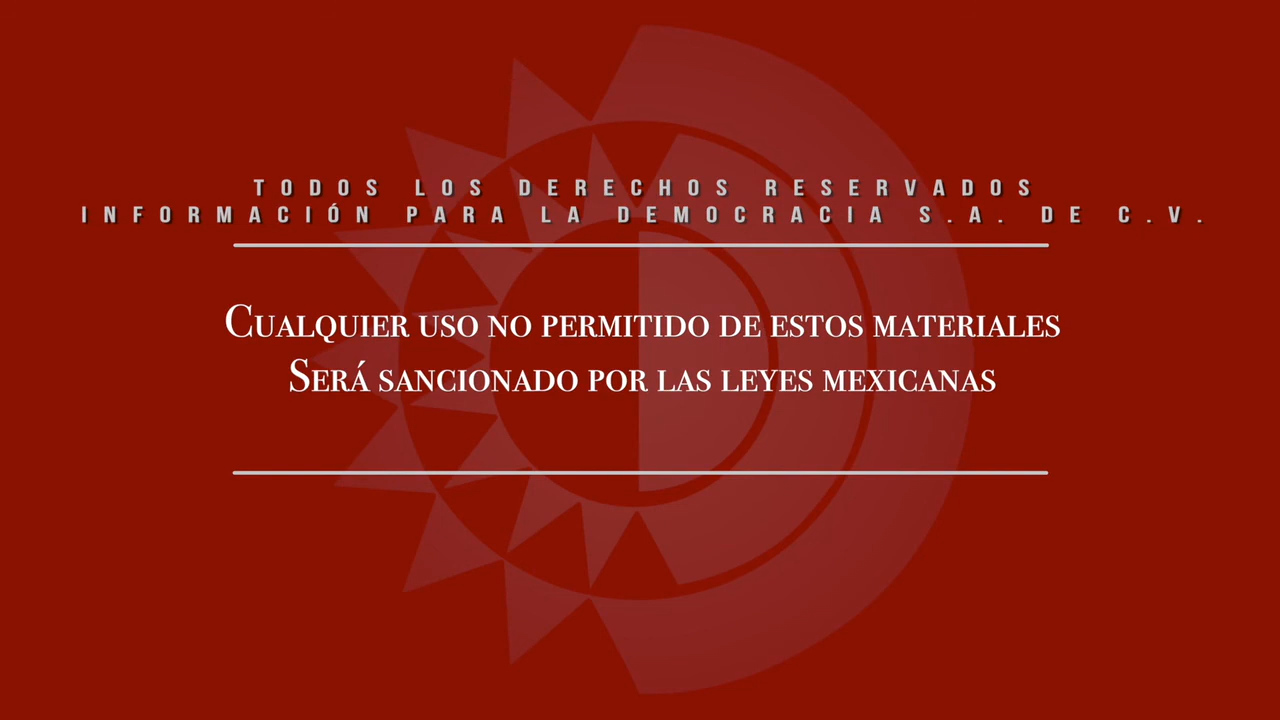 TODOS LOS DERECHOS RESERVADOS
INFORMACIÓN PARA LA DEMOCRACIA S.A. DE C.V.
Cualquier uso no permitido de estos materiales
Será sancionado por las leyes mexicanas